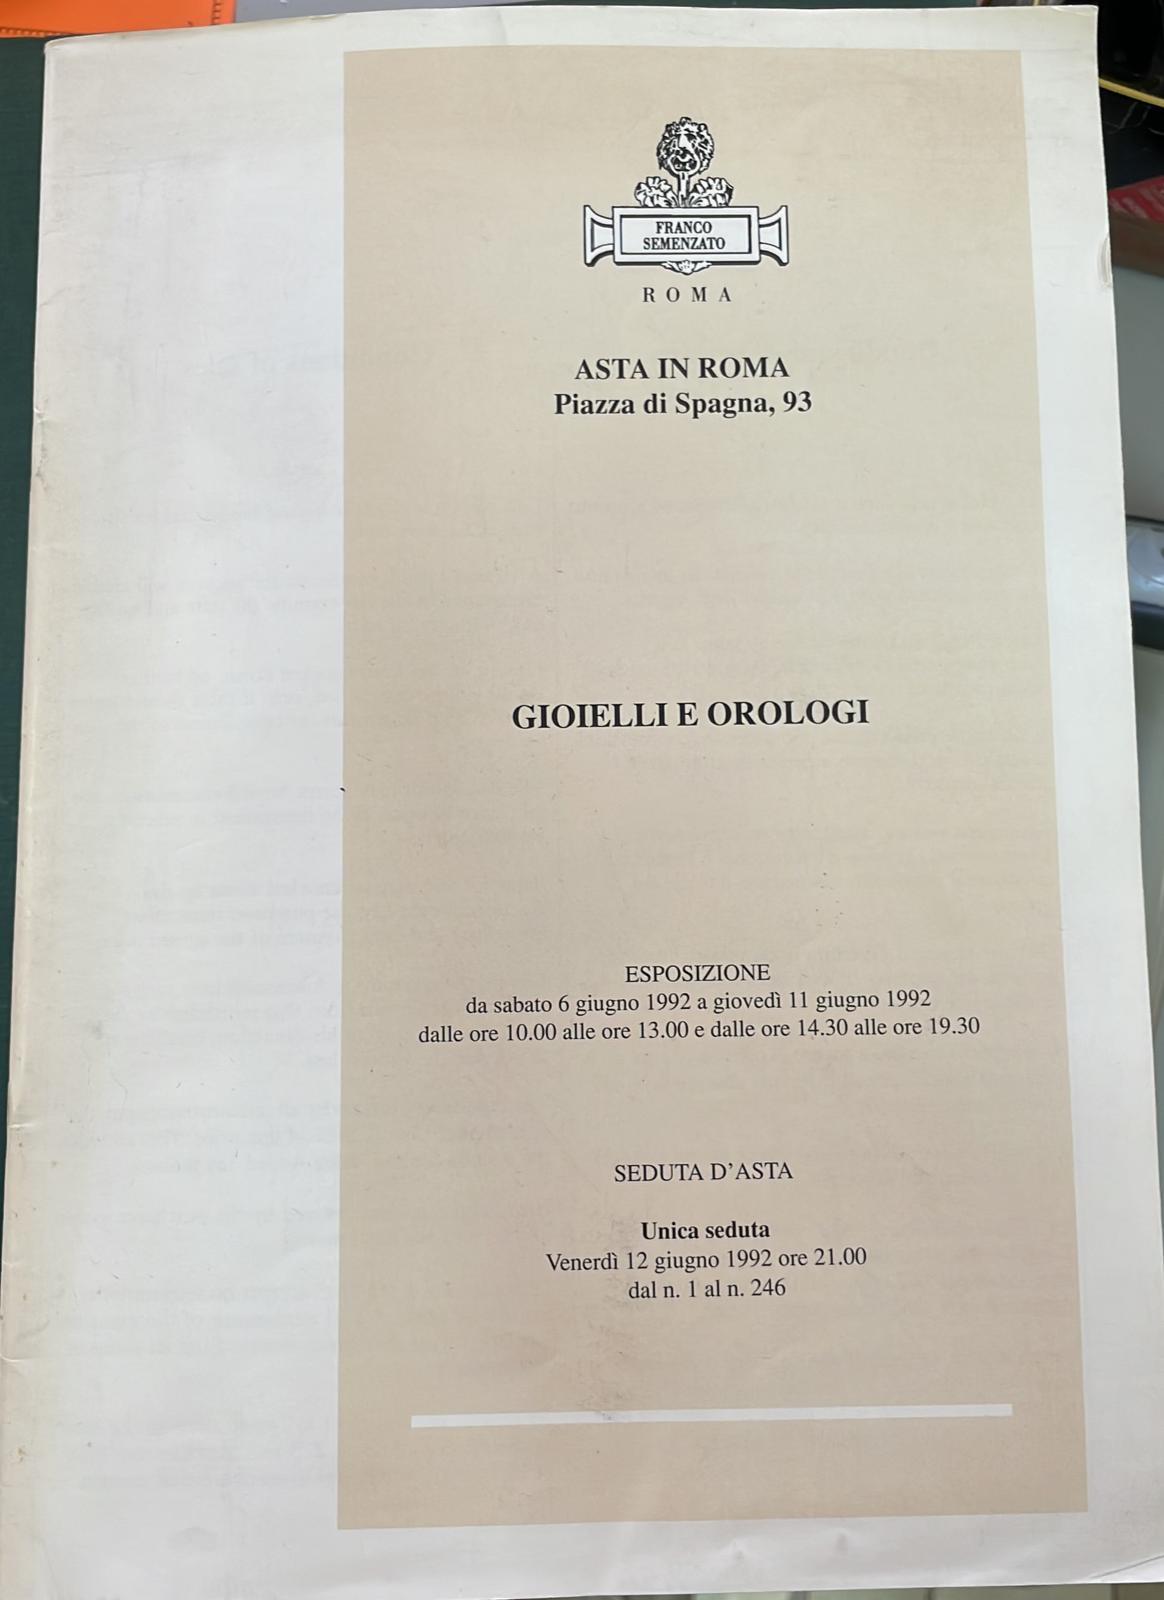 FRANCO
SEMENZATO
ROMA
ASTA IN ROMA
Piazza di Spagna, 93
GIOIELLI E OROLOGI
ESPOSIZIONE
da sabato 6 giugno 1992 a giovedì 11 giugno 1992
dalle ore 10.00 alle ore 13.00 e dalle ore 14.30 alle ore 19.30
SEDUTA D'ASTA
Unica seduta
Venerdì 12 giugno 1992 ore 21.00
dal n. 1 al n. 246